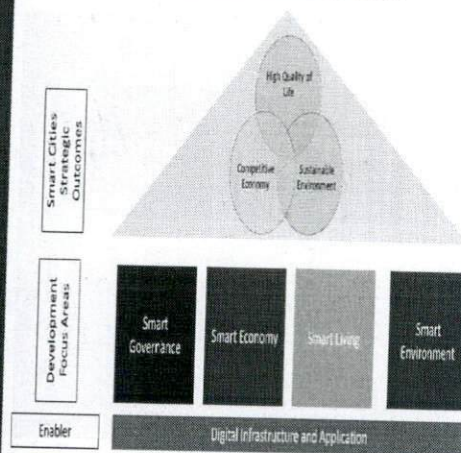 Smart Cities
Strategic
Outcomes
High Quality of
Life
Competitive
Economy
Sustainable
Environment
Development
Focus Areas
Smart
Governance
Smart Economy
Smart Living
Smart
Environment
Enabler
Digital Infrastructure and Application